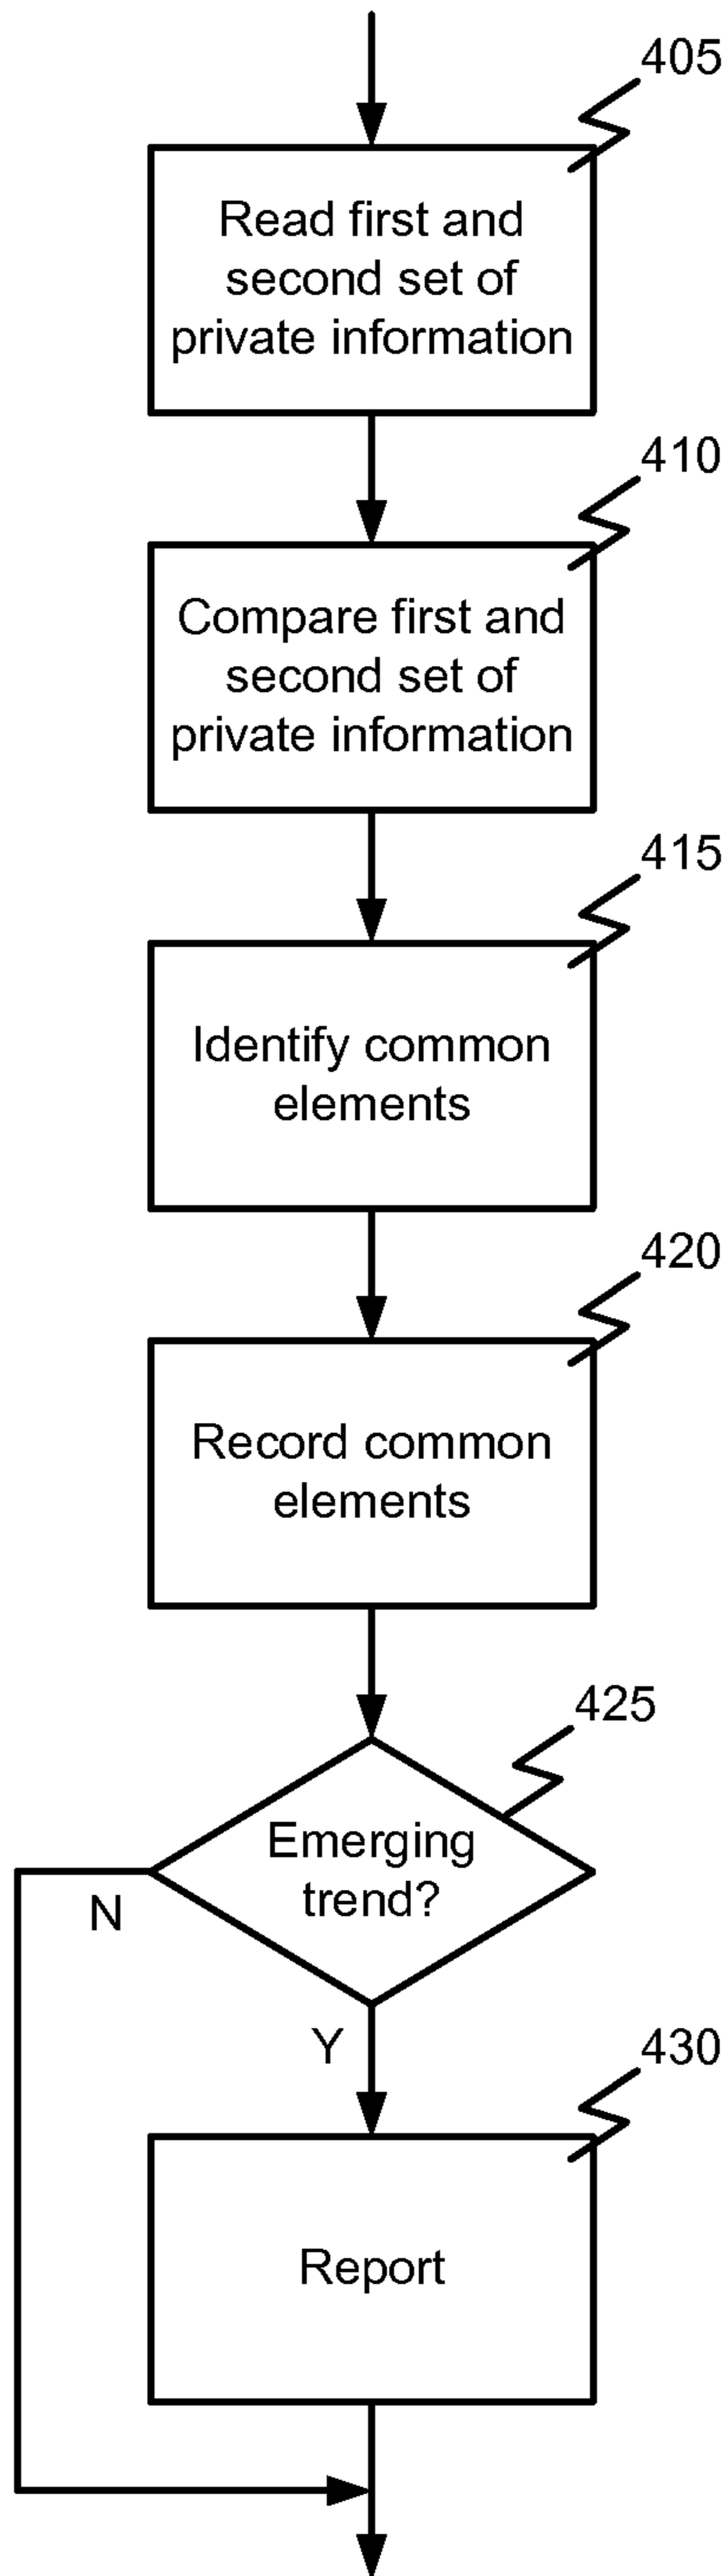 405
Read first and
second set of
private information
410
Compare first and
second set of
private information
415
Identify common
elements
420
Record common
elements
425
Emerging
trend?
N
Y
430
Report